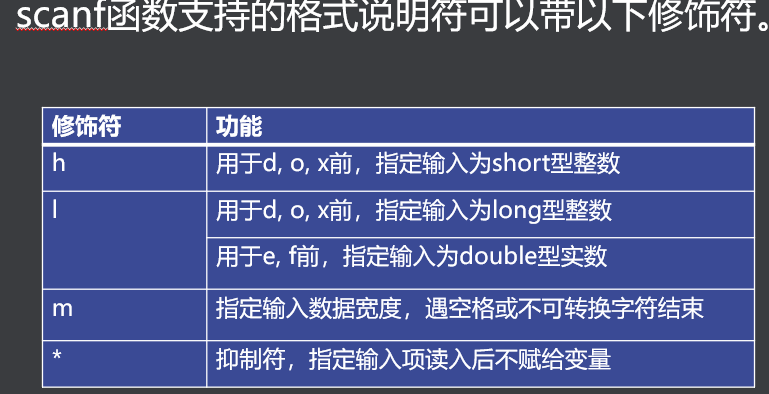 scanf函数支持的格式说明符可以带以下修饰符。
修饰符 功能
h 用于d, o, x前，指定输入为short型整数
l 用于d, o, x前，指定输入为long型整数
用于e, f前，指定输入为double型实数
m 指定输入数据宽度，遇空格或不可转换字符结束
* 抑制符，指定输入项读入后不赋给变量